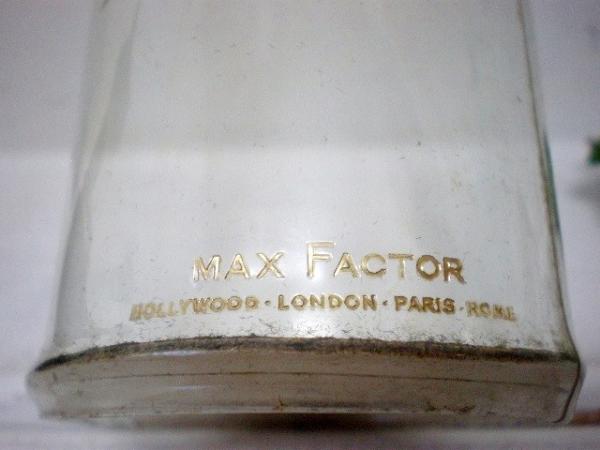 MAX FACTOR
HOLLYWOOD · LONDON · PARIS · ROME